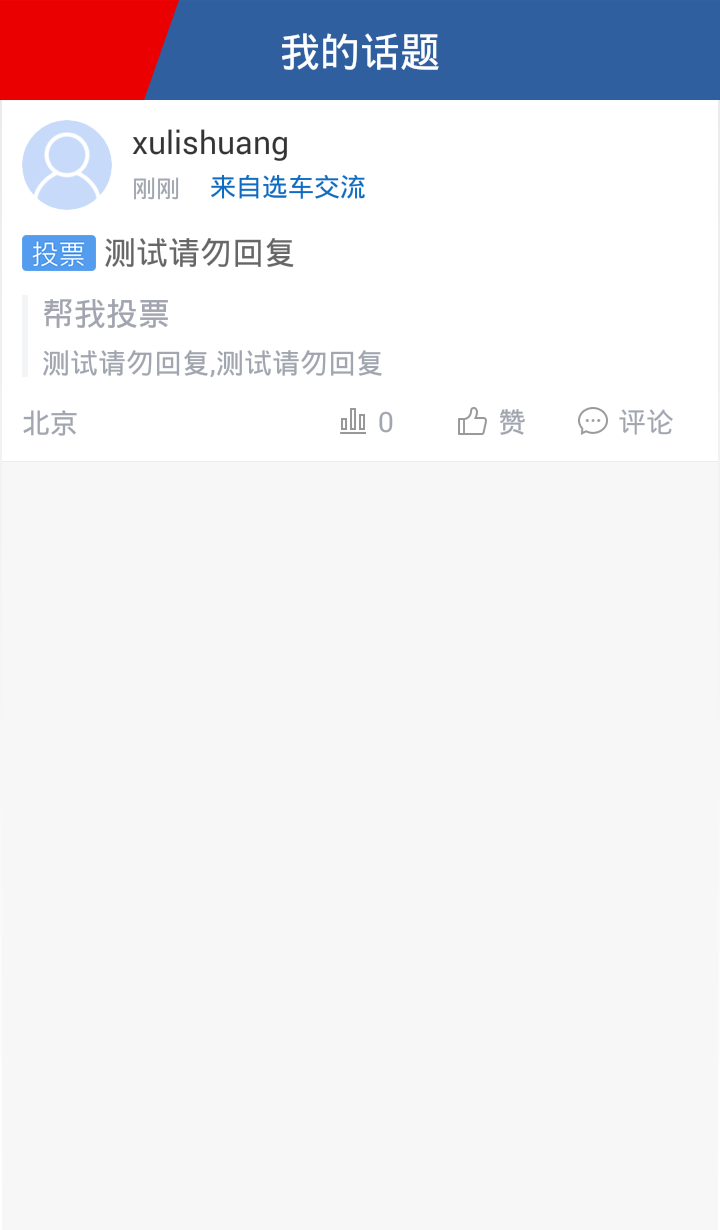 我的话题
xulishuang
刚刚 来自选车交流
投票 测试请勿回复
帮我投票
测试请勿回复,测试请勿回复
北京 0 赞 评论